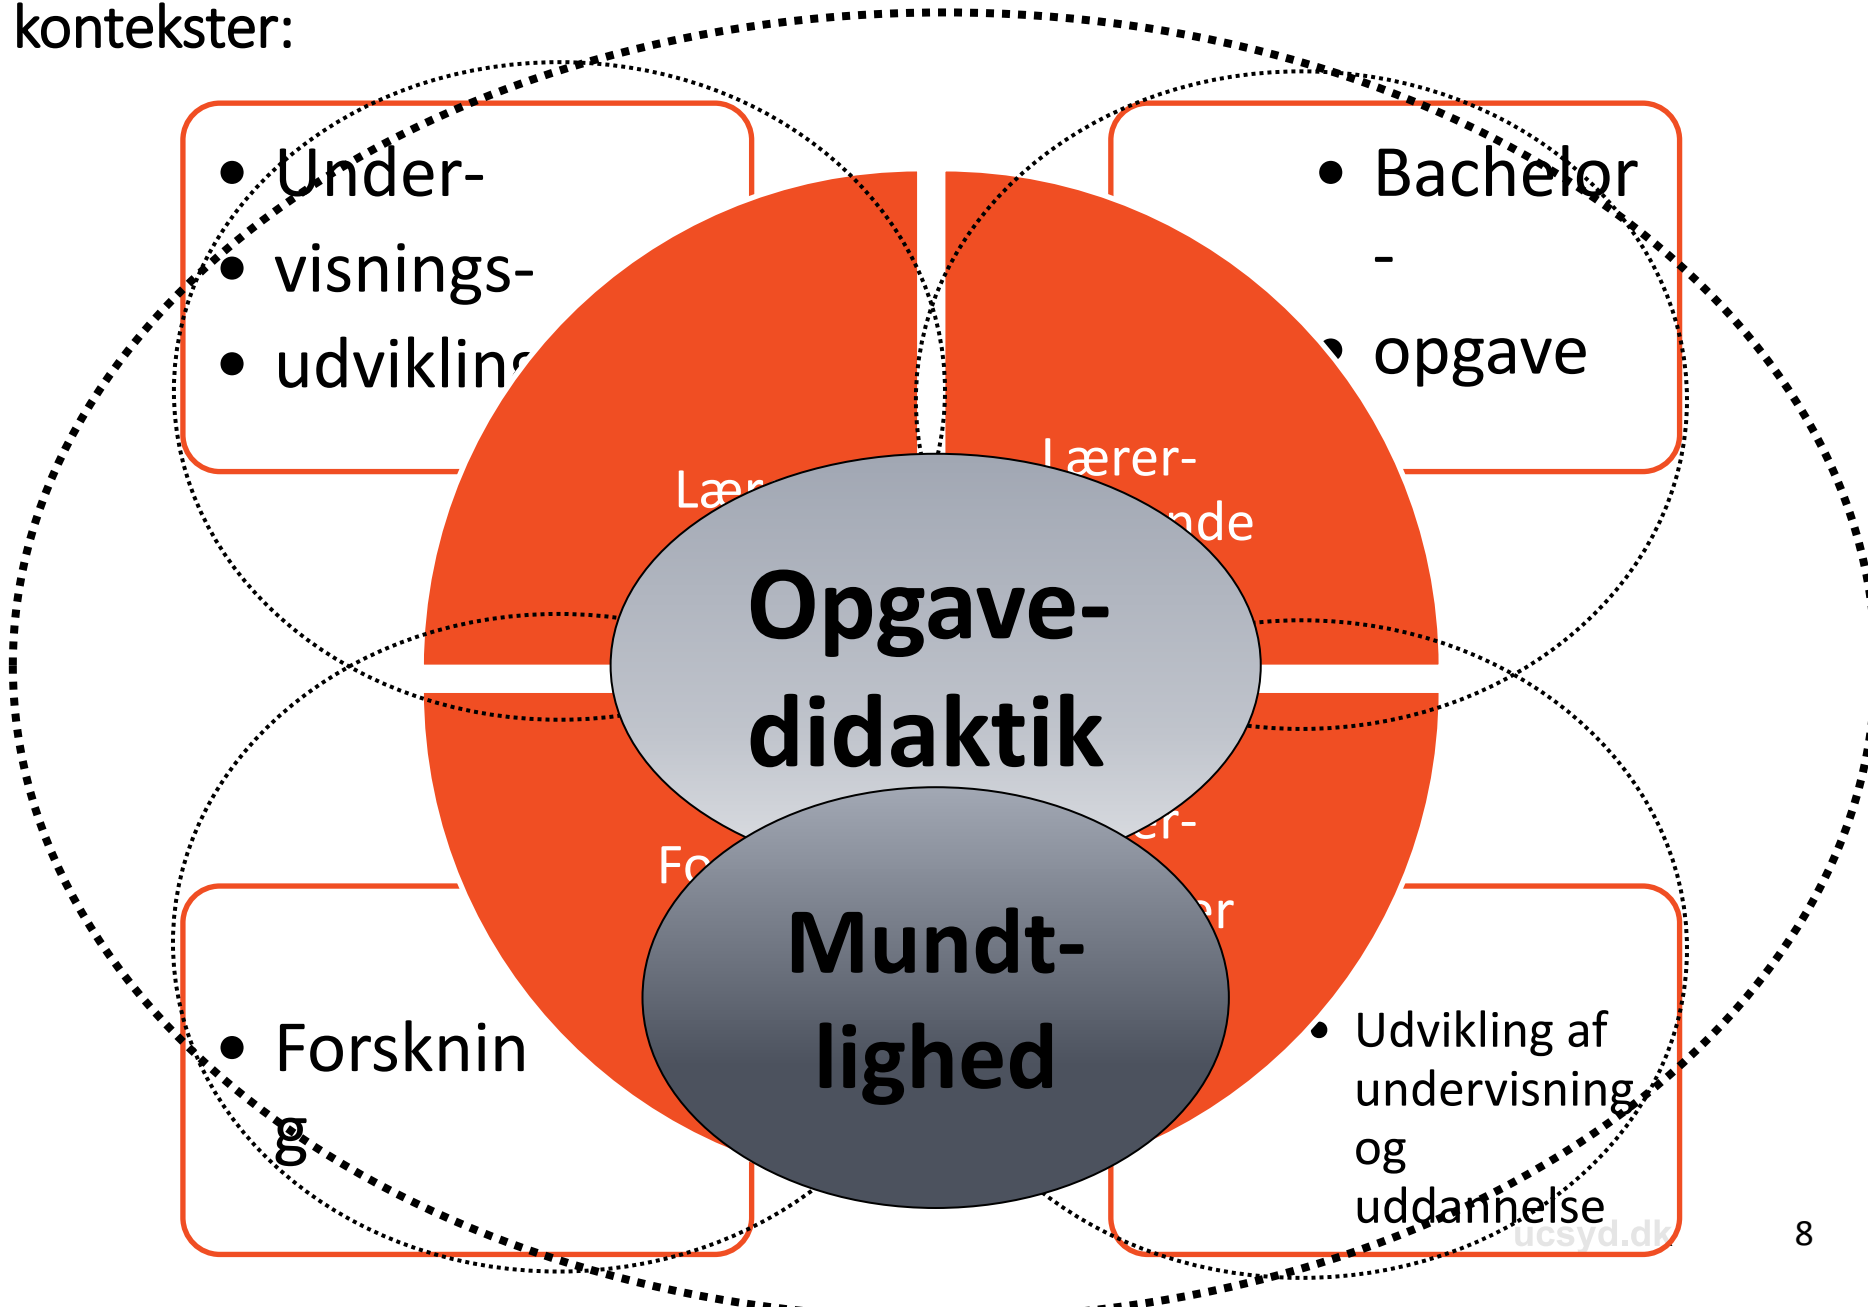 kontekster:
• Under-
• visnings-
• udvikling
• Bachelor
-
• opgave
Lærer-
Opgave-
didaktik
Mundt-
lighed
• Forsknin
g
• Udvikling af
undervisning
og
uddannelse
ucsyd.dk
8